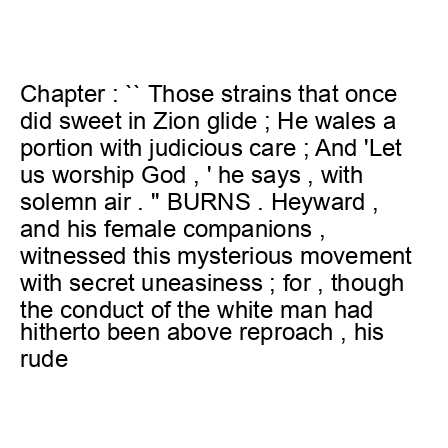 Chapter : `` Those strains that once
did sweet in Zion glide ; He wales a
portion with judicious care ; And 'Let
us worship God , ' he says , with
solemn air . " BURNS . Heyward ,
and his female companions ,
witnessed this mysterious movement
with secret uneasiness ; for , though
the conduct of the white man had
hitherto been above reproach , his
rude